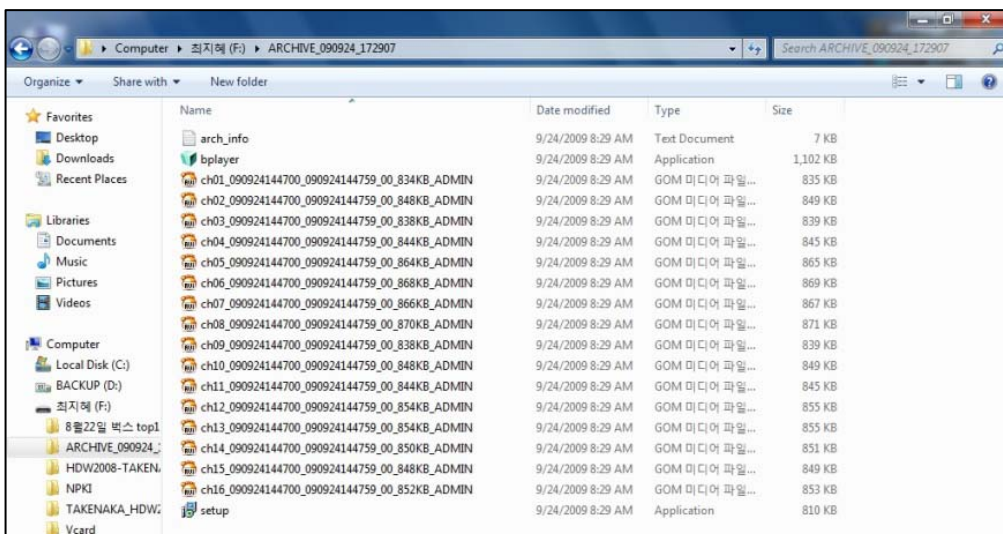 Computer ▸ 최지혜 (F:) ▸ ARCHIVE_090924_172907
Search ARCHIVE_090924_172907
Organize Share with New folder
Name Date modified Type Size
Favorites
Desktop
Downloads
Recent Places
Libraries
Documents
Music
Pictures
Videos
Computer
Local Disk (C:)
BACKUP (D:)
최지혜 (F:)
8월22일 벅스 top1
ARCHIVE_090924_
HDW2008-TAKEN
NPKI
TAKENAKA_HDW
Vcard
arch_info 9/24/2009 8:29 AM Text Document 7 KB
bplayer 9/24/2009 8:29 AM Application 1,102 KB
ch01_090924144700_090924144759_00_834KB_ADMIN 9/24/2009 8:29 AM GOM 미디어 파일... 835 KB
ch02_090924144700_090924144759_00_848KB_ADMIN 9/24/2009 8:29 AM GOM 미디어 파일... 849 KB
ch03_090924144700_090924144759_00_838KB_ADMIN 9/24/2009 8:29 AM GOM 미디어 파일... 839 KB
ch04_090924144700_090924144759_00_844KB_ADMIN 9/24/2009 8:29 AM GOM 미디어 파일... 845 KB
ch05_090924144700_090924144759_00_864KB_ADMIN 9/24/2009 8:29 AM GOM 미디어 파일... 865 KB
ch06_090924144700_090924144759_00_868KB_ADMIN 9/24/2009 8:29 AM GOM 미디어 파일... 869 KB
ch07_090924144700_090924144759_00_866KB_ADMIN 9/24/2009 8:29 AM GOM 미디어 파일... 867 KB
ch08_090924144700_090924144759_00_870KB_ADMIN 9/24/2009 8:29 AM GOM 미디어 파일... 871 KB
ch09_090924144700_090924144759_00_838KB_ADMIN 9/24/2009 8:29 AM GOM 미디어 파일... 839 KB
ch10_090924144700_090924144759_00_848KB_ADMIN 9/24/2009 8:29 AM GOM 미디어 파일... 849 KB
ch11_090924144700_090924144759_00_844KB_ADMIN 9/24/2009 8:29 AM GOM 미디어 파일... 845 KB
ch12_090924144700_090924144759_00_854KB_ADMIN 9/24/2009 8:29 AM GOM 미디어 파일... 855 KB
ch13_090924144700_090924144759_00_854KB_ADMIN 9/24/2009 8:29 AM GOM 미디어 파일... 855 KB
ch14_090924144700_090924144759_00_850KB_ADMIN 9/24/2009 8:29 AM GOM 미디어 파일... 851 KB
ch15_090924144700_090924144759_00_848KB_ADMIN 9/24/2009 8:29 AM GOM 미디어 파일... 849 KB
ch16_090924144700_090924144759_00_852KB_ADMIN 9/24/2009 8:29 AM GOM 미디어 파일... 853 KB
setup 9/24/2009 8:29 AM Application 810 KB